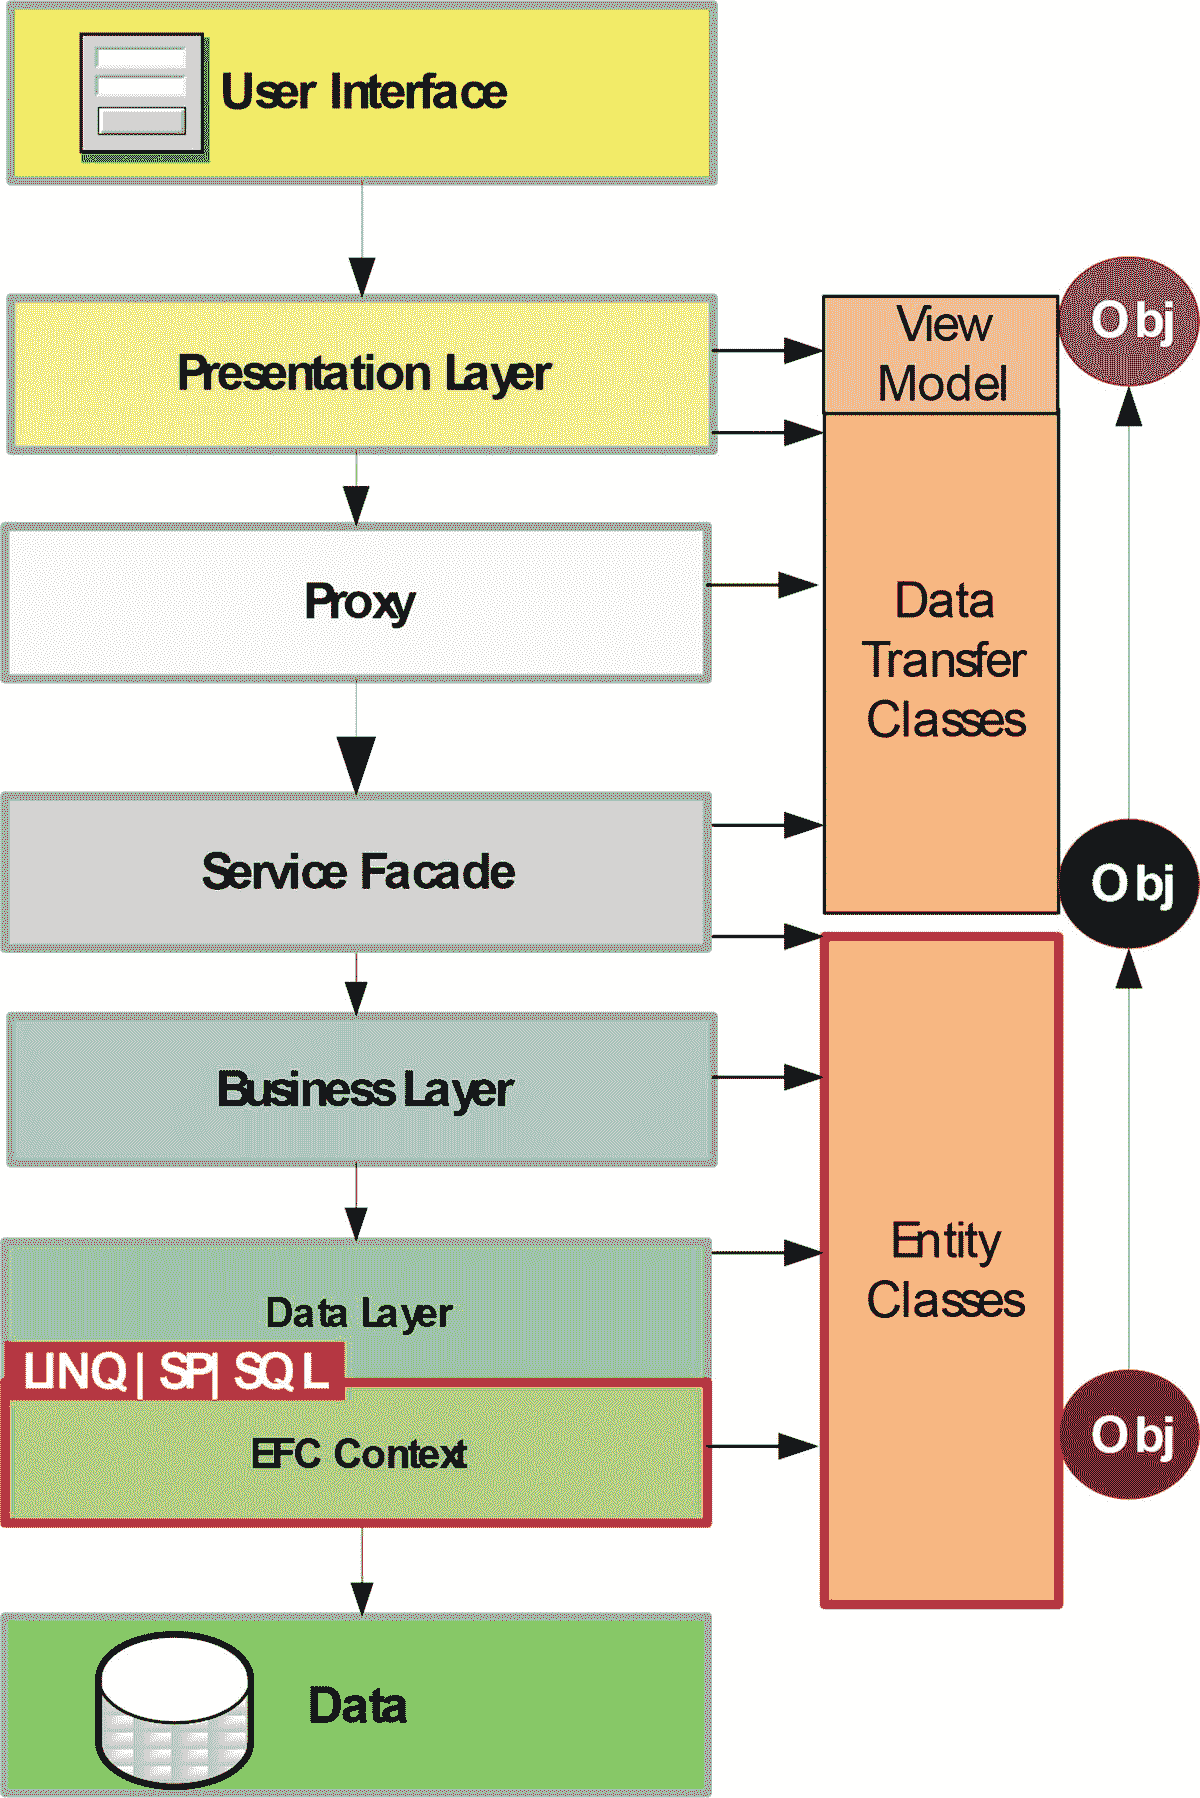 User Interface
Presentation Layer
View
Model
Obj
Proxy
Data
Transfer
Classes
Service Facade
Obj
Business Layer
Data Layer
Entity
Classes
LINQ | SP| SQL
EFC Context
Obj
Data